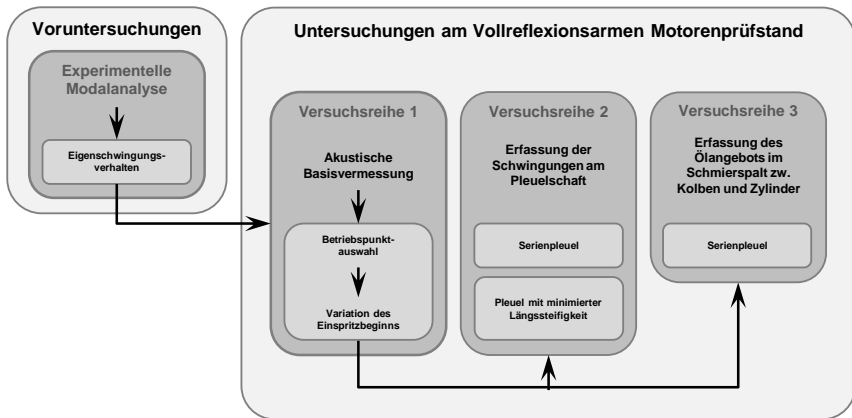 Voruntersuchungen
Experimentelle
Modalanalyse
Eigenschwingungs-
verhalten
Untersuchungen am Vollreflexionsarmen Motorenprüfstand
Versuchsreihe 1
Akustische
Basisvermessung
Betriebspunkt-
auswahl
Variation des
Einspritzbeginns
Versuchsreihe 2
Erfassung der
Schwingungen am
Pleuelschaft
Serienpleuel
Pleuel mit minimierter
Längssteifigkeit
Versuchsreihe 3
Erfassung des
Ölangebots im
Schmierspalt zw.
Kolben und Zylinder
Serienpleuel